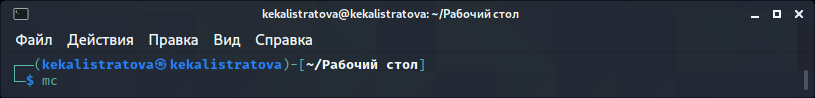 kekalistratova@kekalistratova: ~/Рабочий стол
Файл Действия Правка Вид Справка
┌──(kekalistratova㉿kekalistratova)-[~/Рабочий стол]
└─$ mc